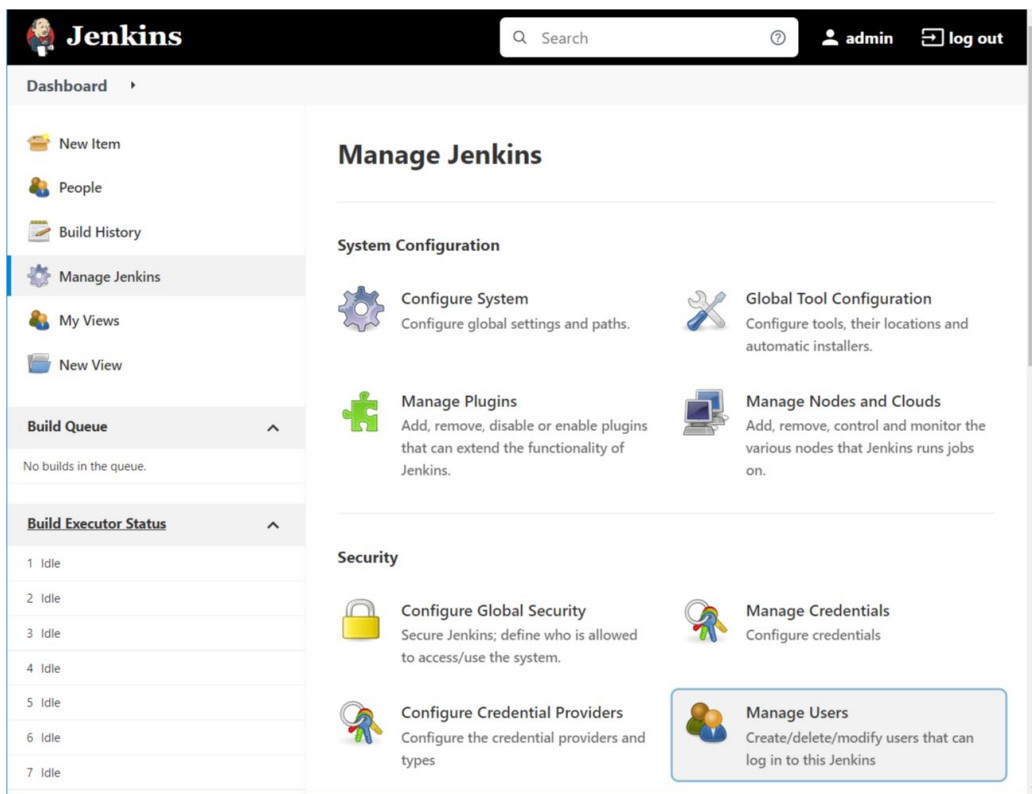 Jenkins
Search
admin
log out
Dashboard
New Item
People
Build History
Manage Jenkins
My Views
New View
Build Queue
No builds in the queue.
Build Executor Status
1 Idle
2 Idle
3 Idle
4 Idle
5 Idle
6 Idle
7 Idle
Manage Jenkins
System Configuration
Configure System
Configure global settings and paths.
Global Tool Configuration
Configure tools, their locations and
automatic installers.
Manage Plugins
Add, remove, disable or enable plugins
that can extend the functionality of
Jenkins.
Manage Nodes and Clouds
Add, remove, control and monitor the
various nodes that Jenkins runs jobs
on.
Security
Configure Global Security
Secure Jenkins; define who is allowed
to access/use the system.
Manage Credentials
Configure credentials
Configure Credential Providers
Configure the credential providers and
types
Manage Users
Create/delete/modify users that can
log in to this Jenkins